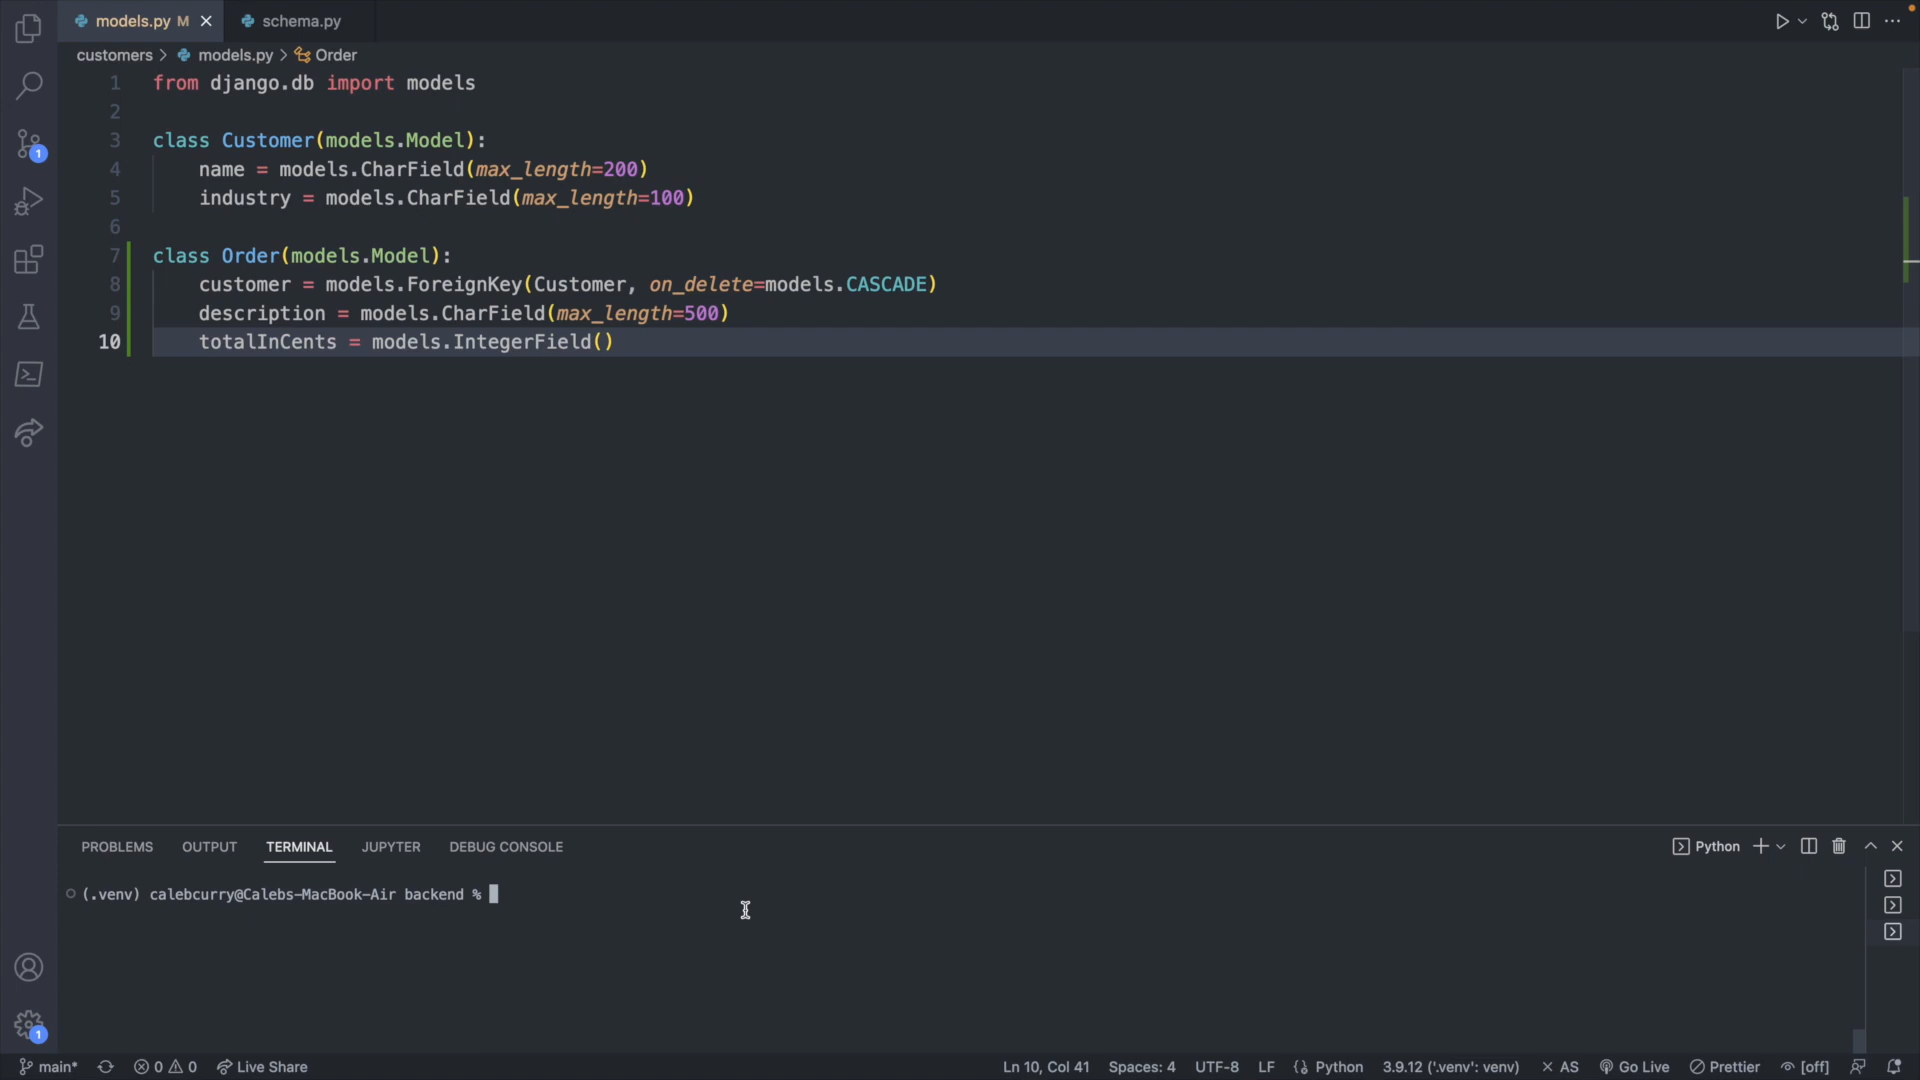 models.py M
schema.py
customers > models.py > Order
1 from django.db import models
2
3 class Customer(models.Model):
4     name = models.CharField(max_length=200)
5     industry = models.CharField(max_length=100)
6
7 class Order(models.Model):
8     customer = models.ForeignKey(Customer, on_delete=models.CASCADE)
9     description = models.CharField(max_length=500)
10     totalInCents = models.IntegerField()
1
PROBLEMS OUTPUT TERMINAL JUPYTER DEBUG CONSOLE
Python
(.venv) calebcurry@Calebs-MacBook-Air backend %
1
main* 0 0 Live Share Ln 10, Col 41 Spaces: 4 UTF-8 LF {} Python 3.9.12 ('.venv': venv) × AS Go Live Prettier [off]